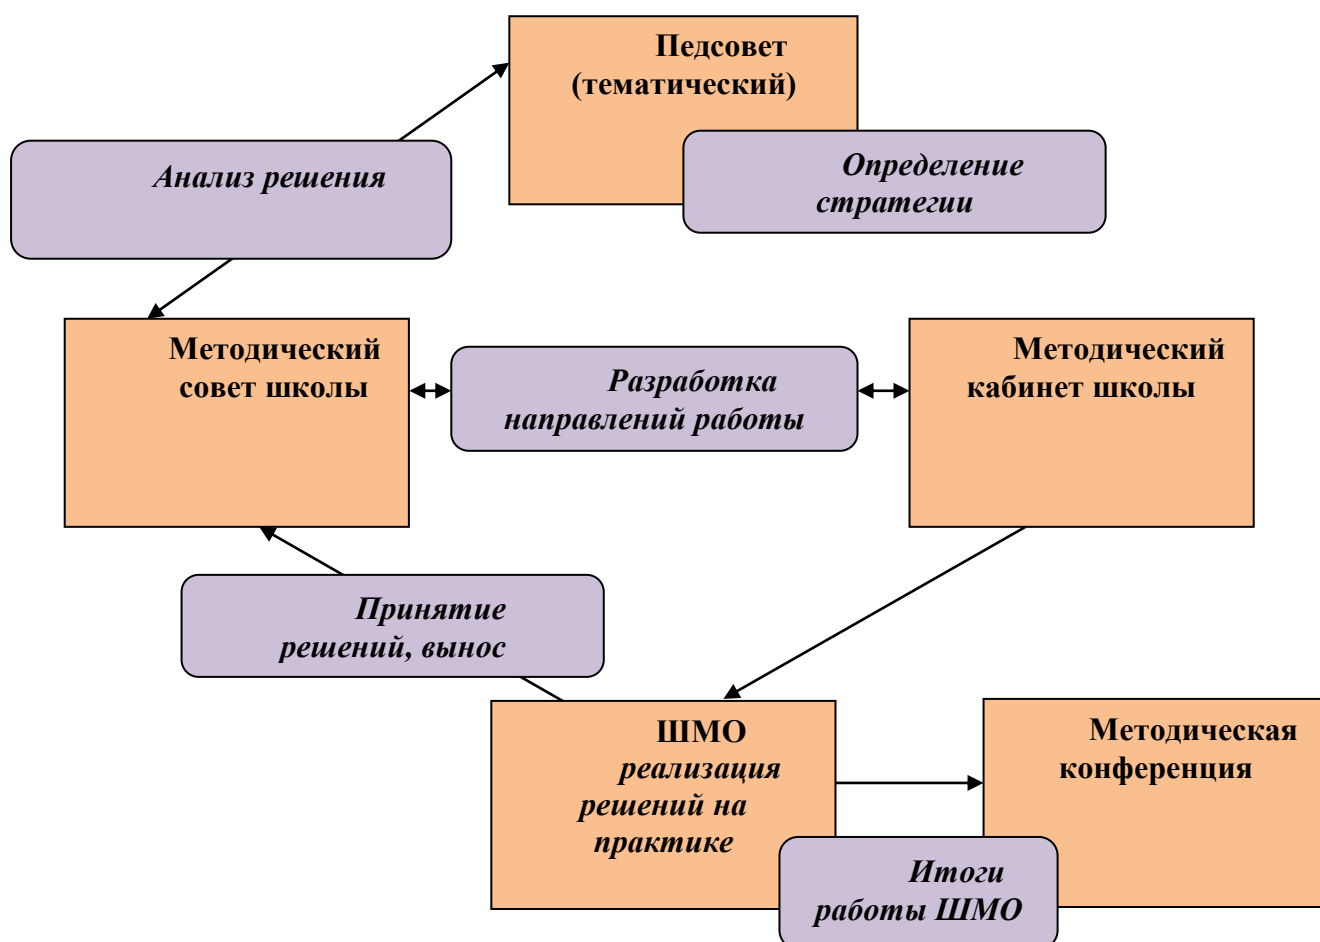 Педсовет
(тематический)
Анализ решения
Определение
стратегии
Методический
совет школы
Разработка
направлений работы
Методический
кабинет школы
Принятие
решений, вынос
ШМО
реализация
решений на
практике
Методическая
конференция
Итоги
работы ШМО